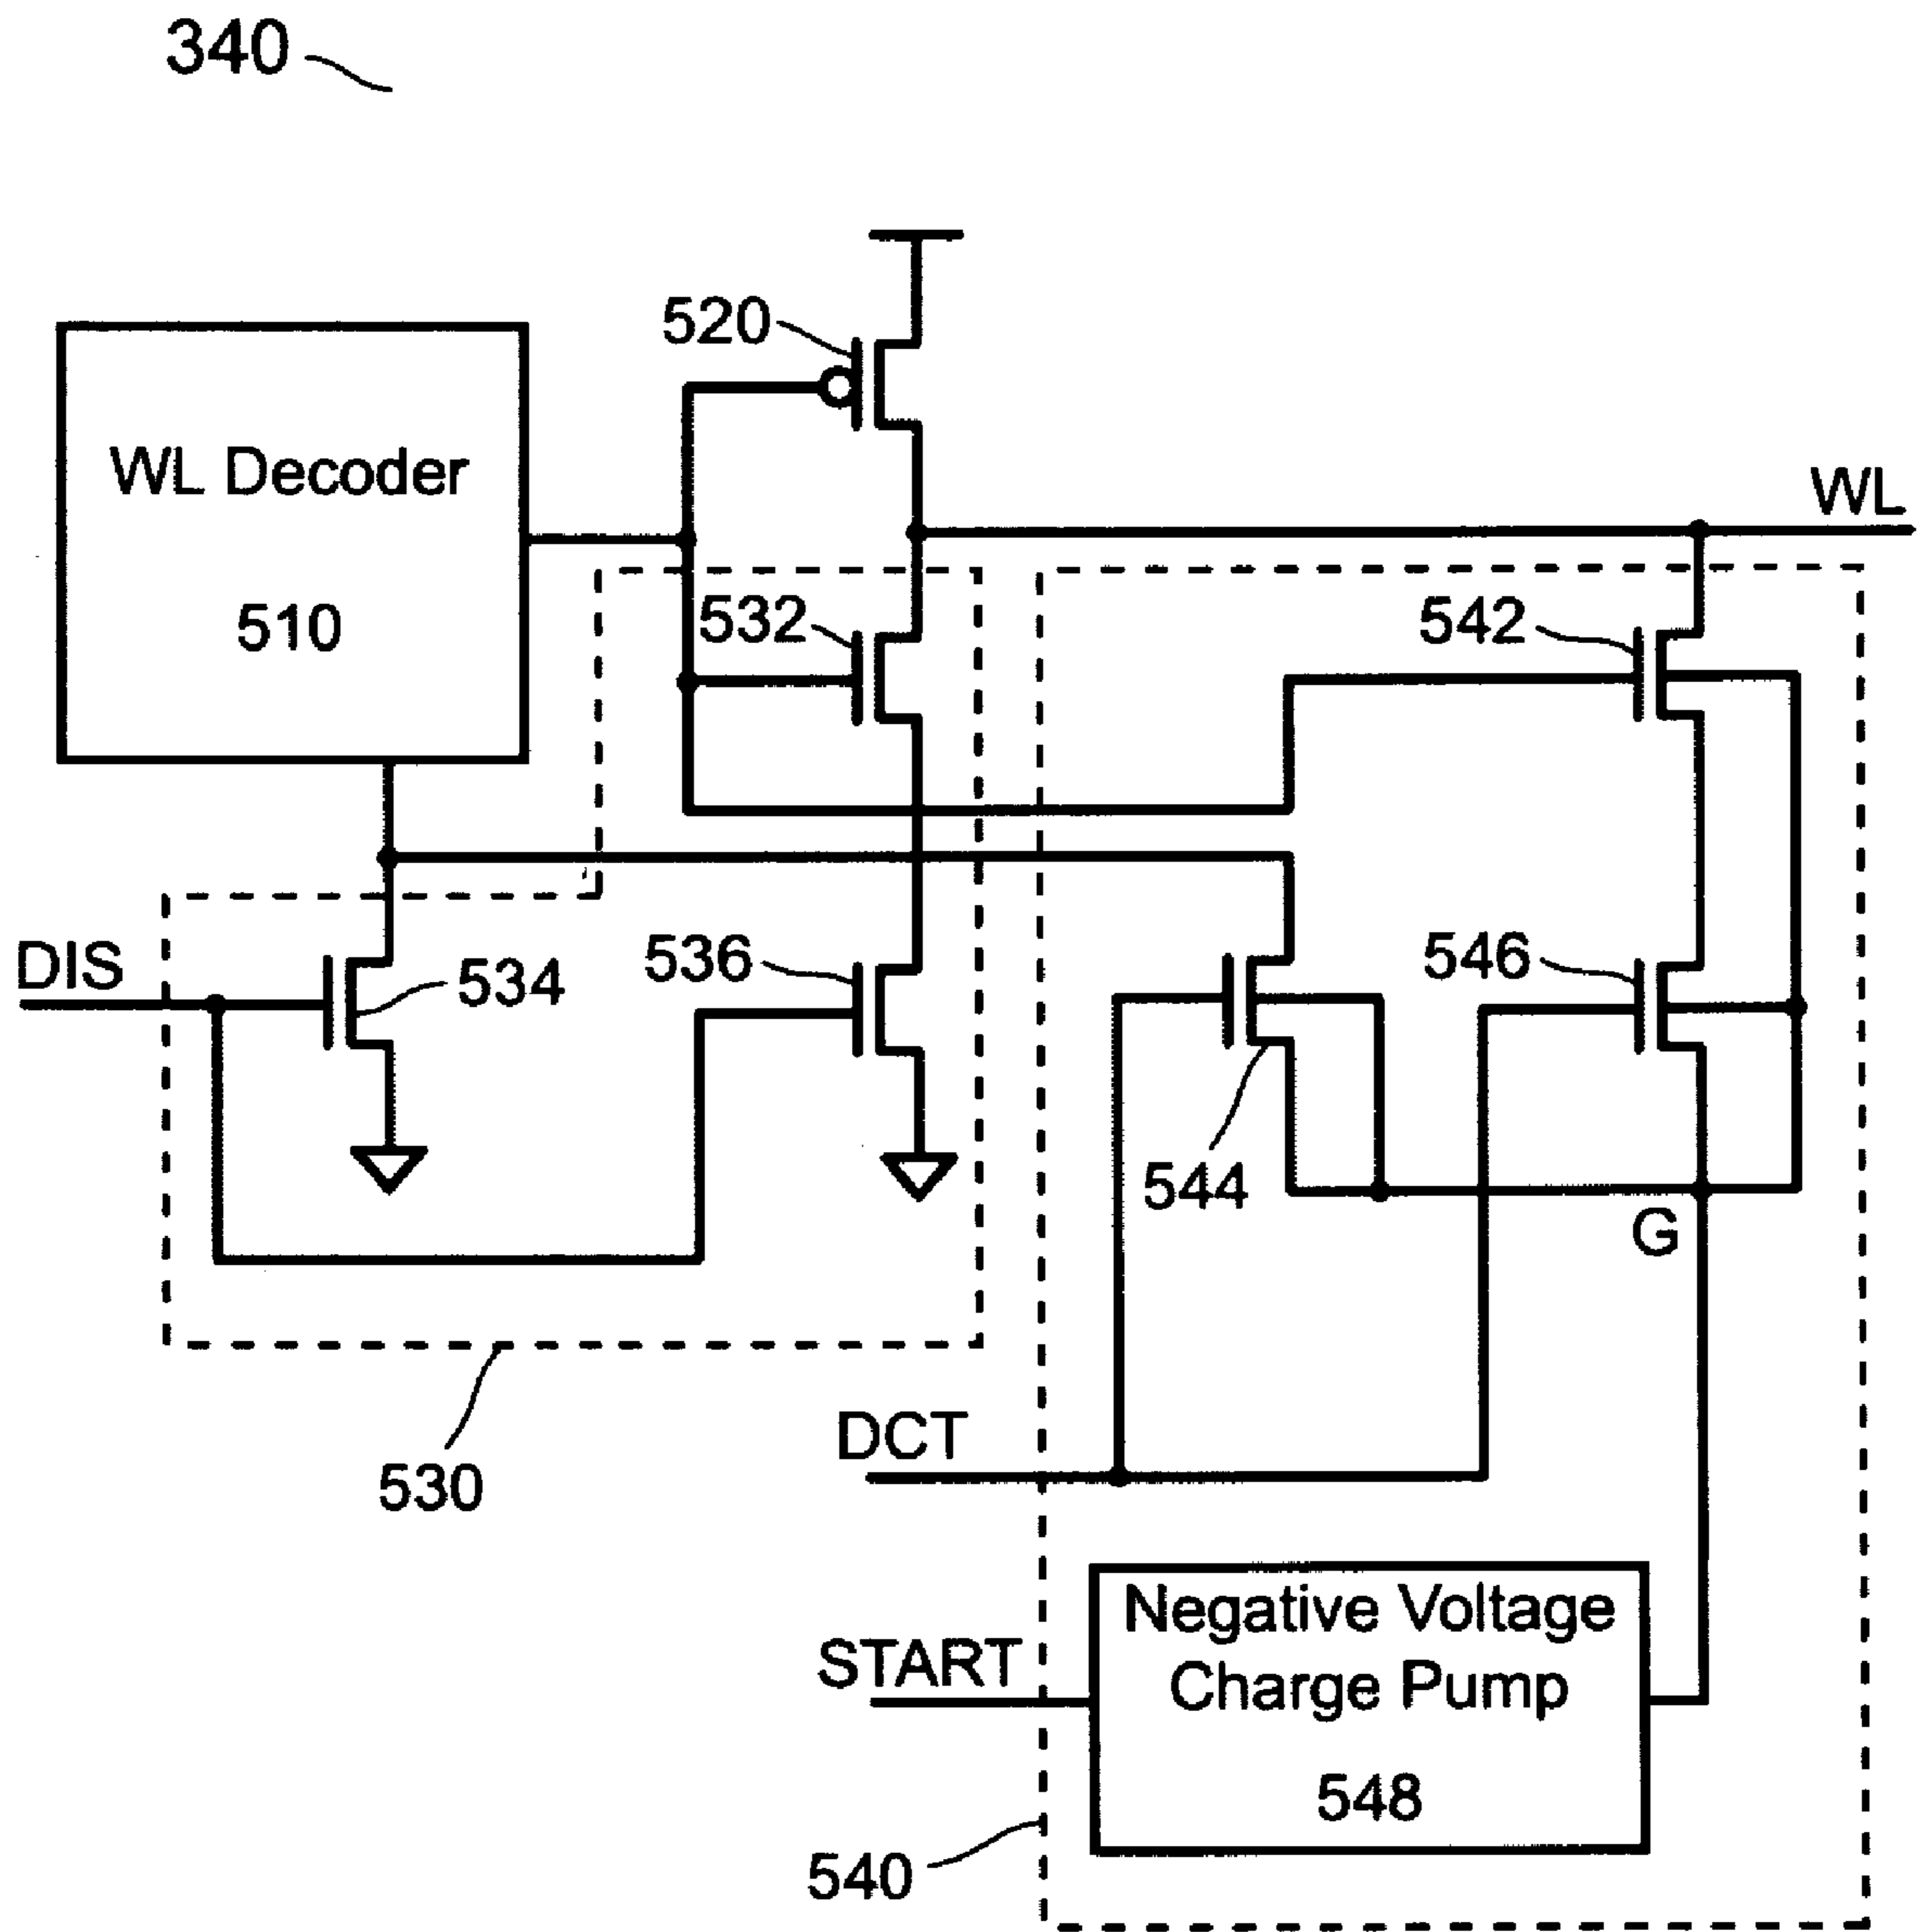 340
520
WL Decoder
510
WL
532
542
DIS
534
536
546
544
G
530
DCT
START
Negative Voltage
Charge Pump
548
540